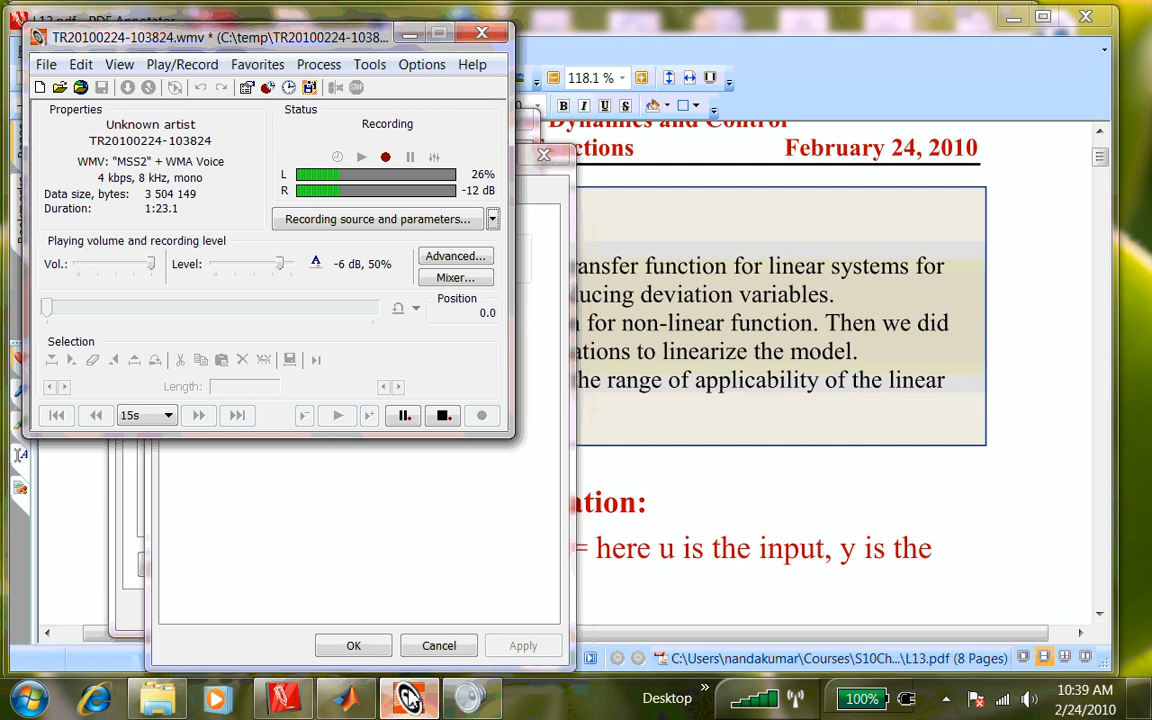 L13.pdf - PDF Annotator
TR20100224-103824.wmv * (C:\temp\TR20100224-1038...
File Edit View Play/Record Favorites Process Tools Options Help
Properties
Unknown artist
TR20100224-103824
WMV: "MSS2" + WMA Voice
4 kbps, 8 kHz, mono
Data size, bytes: 3 504 149
Duration: 1:23.1
Status
Recording
L 26%
R -12 dB
Recording source and parameters...
Playing volume and recording level
Vol.: Level: -6 dB, 50%
Advanced...
Mixer...
Position
0.0
Selection
Length:
15s
118.1 %
B I U S
Dynamics and Control
ctions February 24, 2010
ransfer function for linear systems for
ducing deviation variables.
n for non-linear function. Then we did
ations to linearize the model.
he range of applicability of the linear
ation:
= here u is the input, y is the
OK Cancel Apply
C:\Users\nandakumar\Courses\S10Ch...\L13.pdf (8 Pages)
Desktop »
100%
10:39 AM
2/24/2010